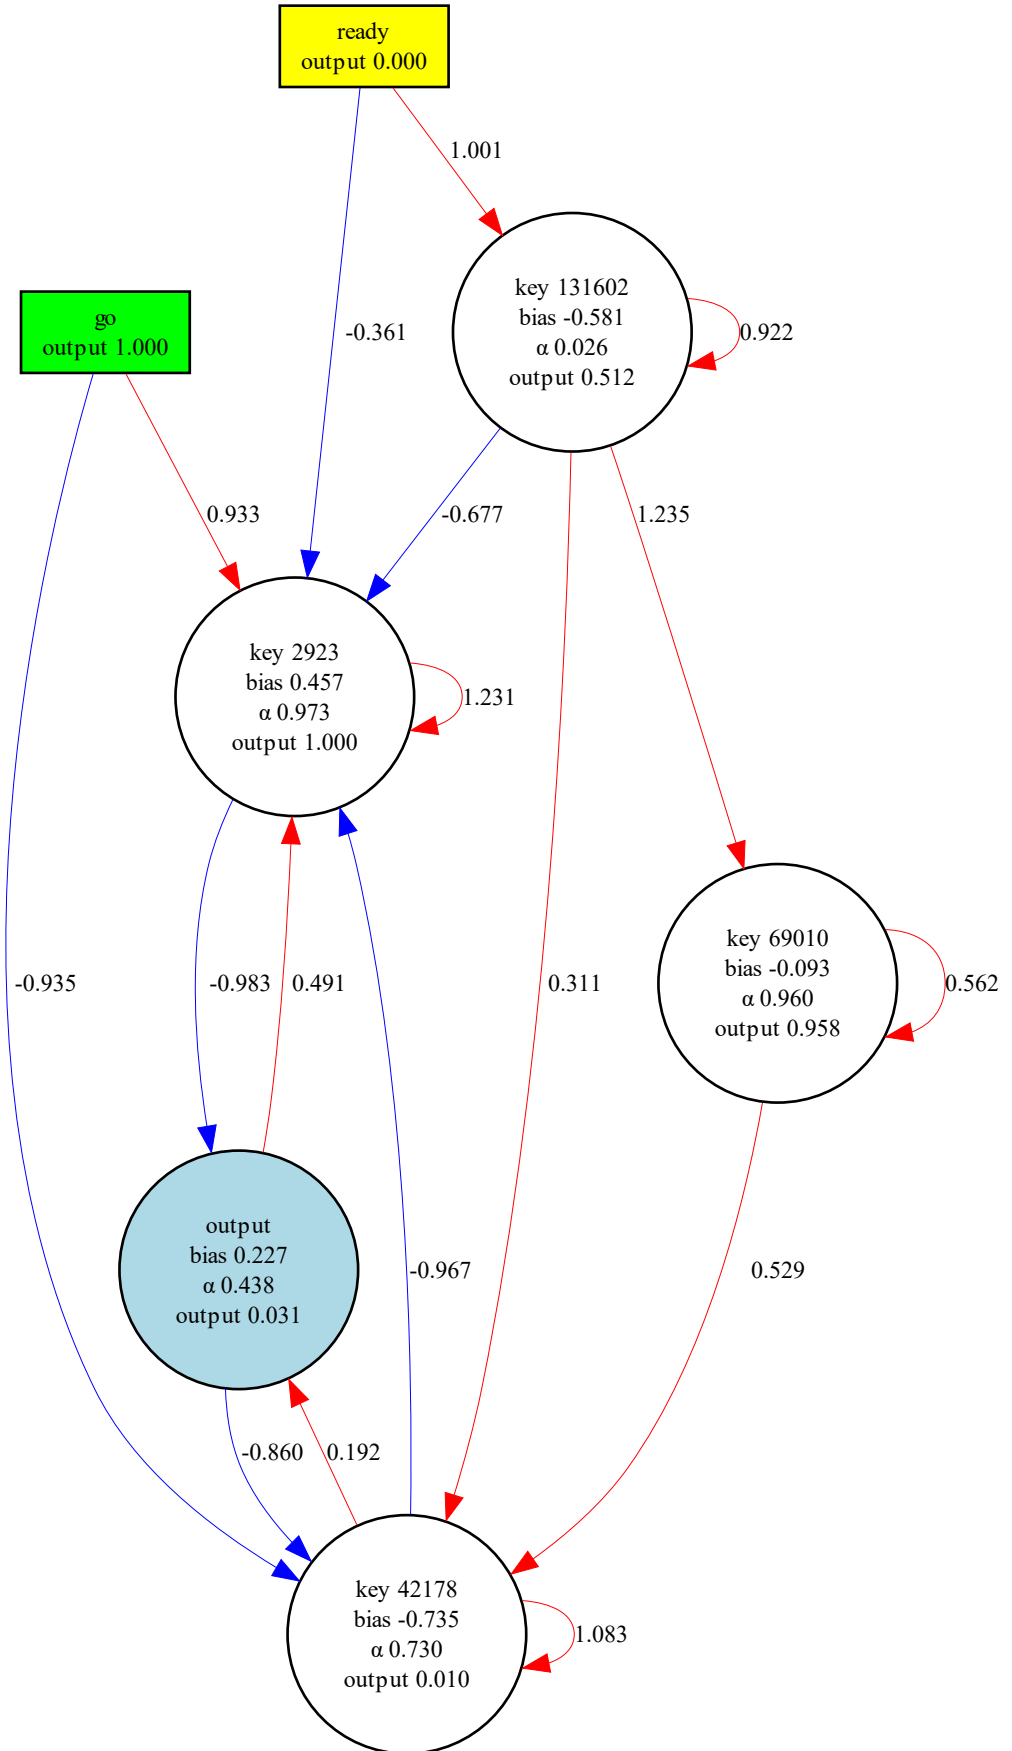 ready
output 0.000
1.001
key 131602
bias -0.581
α 0.026
output 0.512
0.922
go
output 1.000
-0.361
0.933
-0.677
1.235
key 2923
bias 0.457
α 0.973
output 1.000
1.231
key 69010
bias -0.093
α 0.960
output 0.958
0.562
-0.935
-0.983
0.491
0.311
output
bias 0.227
α 0.438
output 0.031
-0.967
0.529
-0.860
0.192
key 42178
bias -0.735
α 0.730
output 0.010
1.083